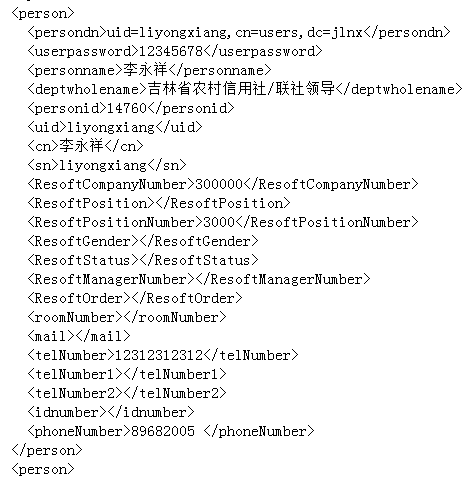 <person>
<persondn>uid=liyongxiang,cn=users,dc=jlnx</persondn>
<userpassword>12345678</userpassword>
<personname>李永祥</personname>
<deptwholename>吉林省农村信用社/联社领导</deptwholename>
<personid>14760</personid>
<uid>liyongxiang</uid>
<cn>李永祥</cn>
<sn>liyongxiang</sn>
<ResoftCompanyNumber>300000</ResoftCompanyNumber>
<ResoftPosition></ResoftPosition>
<ResoftPositionNumber>3000</ResoftPositionNumber>
<ResoftGender></ResoftGender>
<ResoftStatus></ResoftStatus>
<ResoftManagerNumber></ResoftManagerNumber>
<ResoftOrder></ResoftOrder>
<roomNumber></roomNumber>
<mail></mail>
<telNumber>12312312312</telNumber>
<telNumber1></telNumber1>
<telNumber2></telNumber2>
<idnumber></idnumber>
<phoneNumber>89682005 </phoneNumber>
</person>
<person>